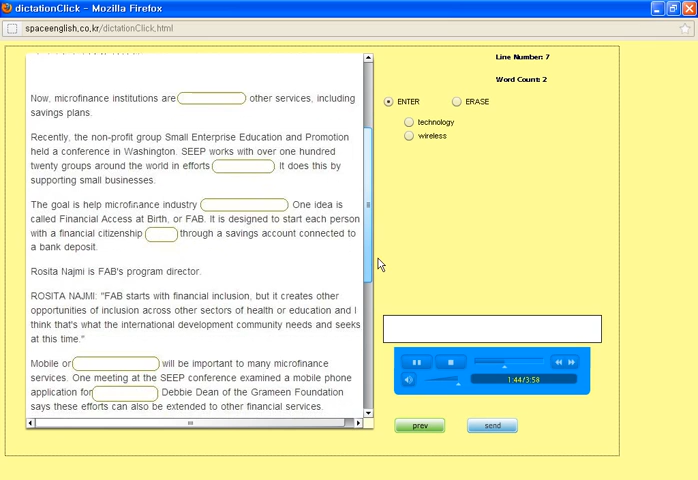 dictationClick - Mozilla Firefox
spaceenglish.co.kr/dictationClick.html
Line Number: 7
Word Count: 2
ENTER ERASE
technology
wireless
Now, microfinance institutions are other services, including
savings plans.
Recently, the non-profit group Small Enterprise Education and Promotion
held a conference in Washington. SEEP works with over one hundred
twenty groups around the world in efforts It does this by
supporting small businesses.
The goal is help microfinance industry One idea is
called Financial Access at Birth, or FAB. It is designed to start each person
with a financial citizenship through a savings account connected to
a bank deposit.
Rosita Najmi is FAB's program director.
ROSITA NAJMI: "FAB starts with financial inclusion, but it creates other
opportunities of inclusion across other sectors of health or education and I
think that's what the international development community needs and seeks
at this time."
Mobile or will be important to many microfinance
services. One meeting at the SEEP conference examined a mobile phone
application for Debbie Dean of the Grameen Foundation
says these efforts can also be extended to other financial services.
1:44/3:58
prev send